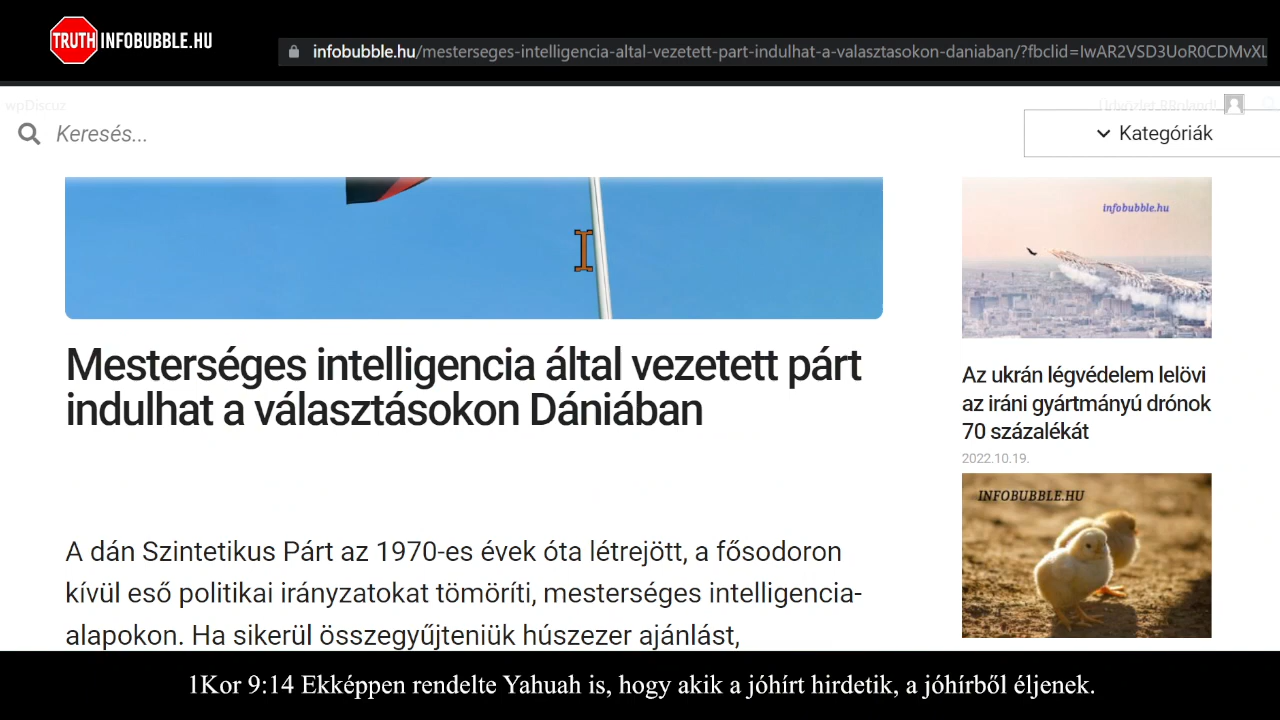 TRUTH INFOBUBBLE.HU
infobubble.hu/mesterseges-intelligencia-altal-vezetett-part-indulhat-a-valasztasokon-daniaban/?fbclid=IwAR2VSD3UoR0CDMvXL
wpDiscuz
Üdvözlet, BRoland!
Keresés...
Kategóriák
infobubble.hu
Mesterséges intelligencia által vezetett párt
indulhat a választásokon Dániában
Az ukrán légvédelem lelövi
az iráni gyártmányú drónok
70 százalékát
2022.10.19.
INFOBUBBLE.HU
A dán Szintetikus Párt az 1970-es évek óta létrejött, a fősodoron
kívül eső politikai irányzatokat tömöríti, mesterséges intelligencia-
alapokon. Ha sikerül összegyűjteniük húszezer ajánlást,
1Kor 9:14 Ekképpen rendelte Yahuah is, hogy akik a jóhírt hirdetik, a jóhírből éljenek.